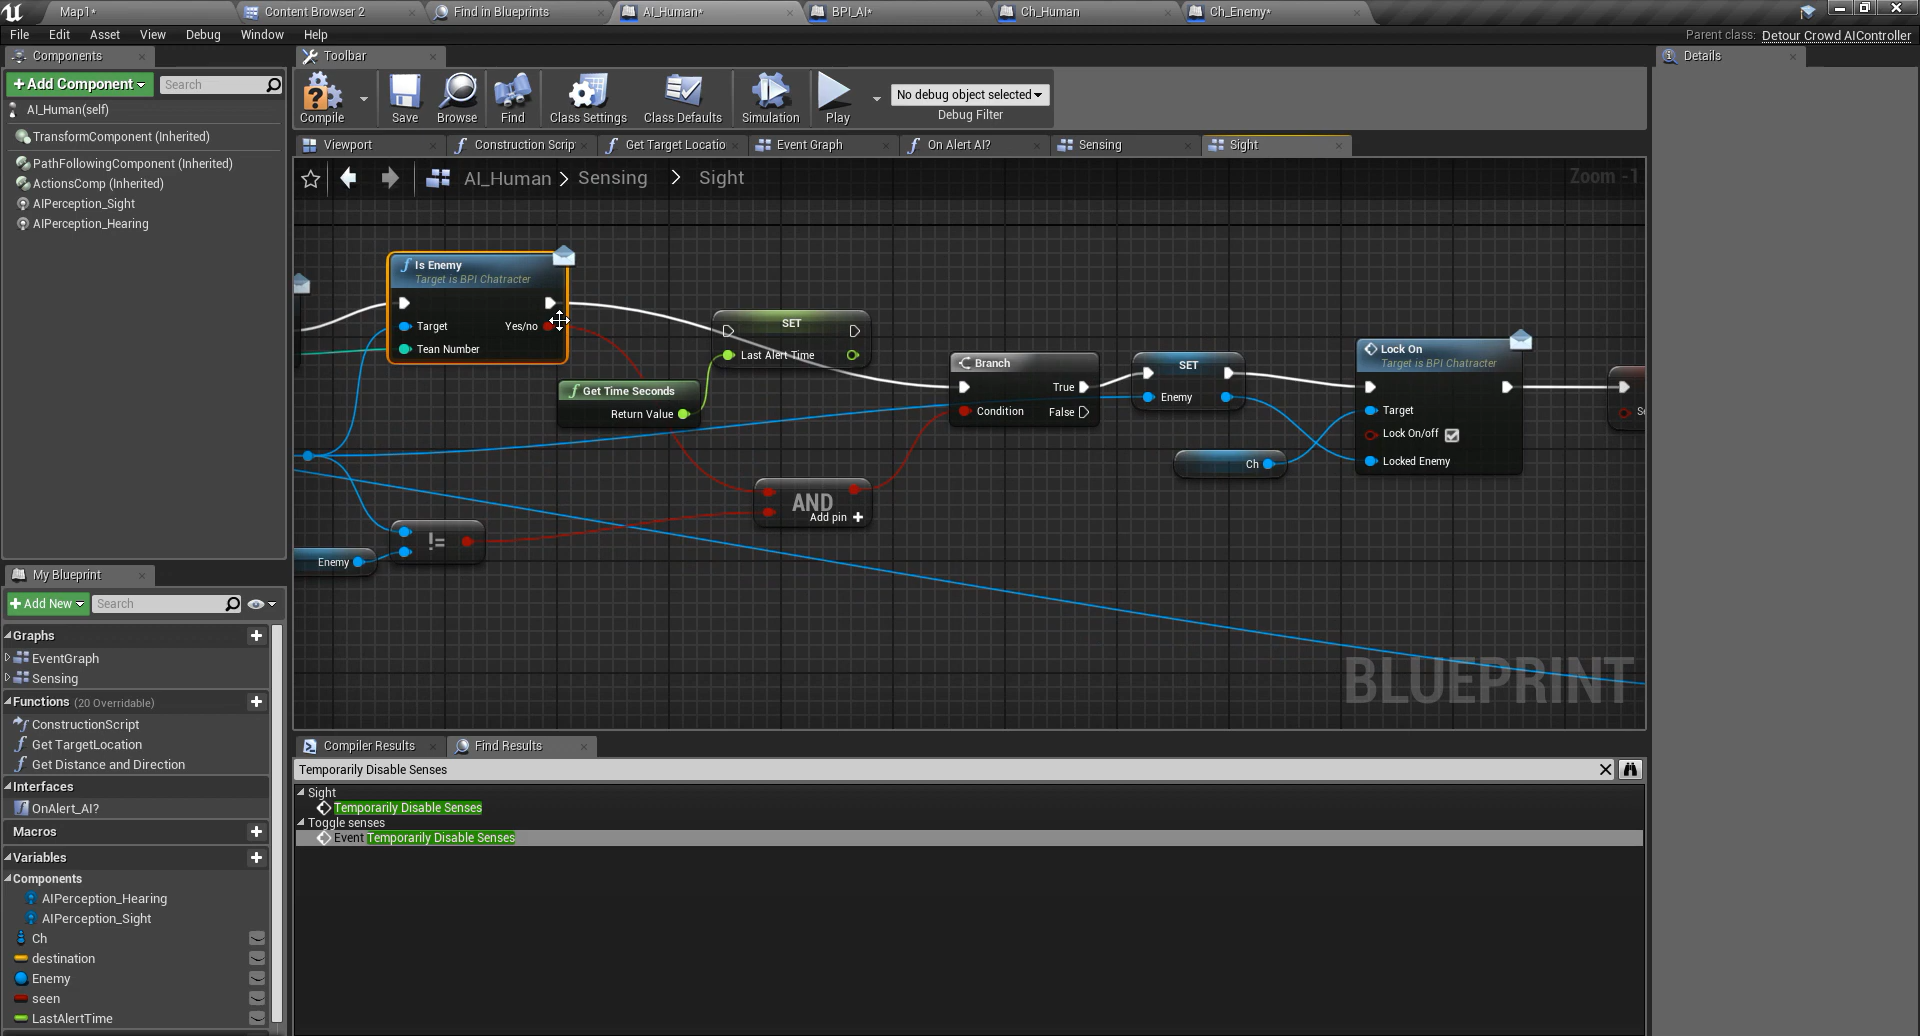 Map1*
Content Browser 2
Find in Blueprints
AI_Human*
BPI_AI*
Ch_Human
Ch_Enemy*
File Edit Asset View Debug Window Help
Parent class: Detour Crowd AIController
Components
Toolbar
Details
Add Component
Search
AI_Human(self)
TransformComponent (Inherited)
PathFollowingComponent (Inherited)
ActionsComp (Inherited)
AIPerception_Sight
AIPerception_Hearing
Compile
Save
Browse
Find
Class Settings
Class Defaults
Simulation
Play
No debug object selected
Debug Filter
Viewport
Construction Scrip
Get Target Locatio
Event Graph
On Alert AI?
Sensing
Sight
AI_Human > Sensing > Sight
Zoom -1
Is Enemy
Target is BPI Chatracter
Target
Yes/no
Tean Number
SET
Last Alert Time
Get Time Seconds
Return Value
Branch
True
Condition
False
SET
Enemy
Lock On
Target is BPI Chatracter
Target
Lock On/off
Locked Enemy
Ch
AND
Add pin
!=
Enemy
BLUEPRINT
My Blueprint
Add New
Search
Graphs
EventGraph
Sensing
Functions (20 Overridable)
ConstructionScript
Get TargetLocation
Get Distance and Direction
Interfaces
OnAlert_AI?
Macros
Variables
Components
AIPerception_Hearing
AIPerception_Sight
Ch
destination
Enemy
seen
LastAlertTime
Compiler Results
Find Results
Temporarily Disable Senses
Sight
Temporarily Disable Senses
Toggle senses
Event Temporarily Disable Senses